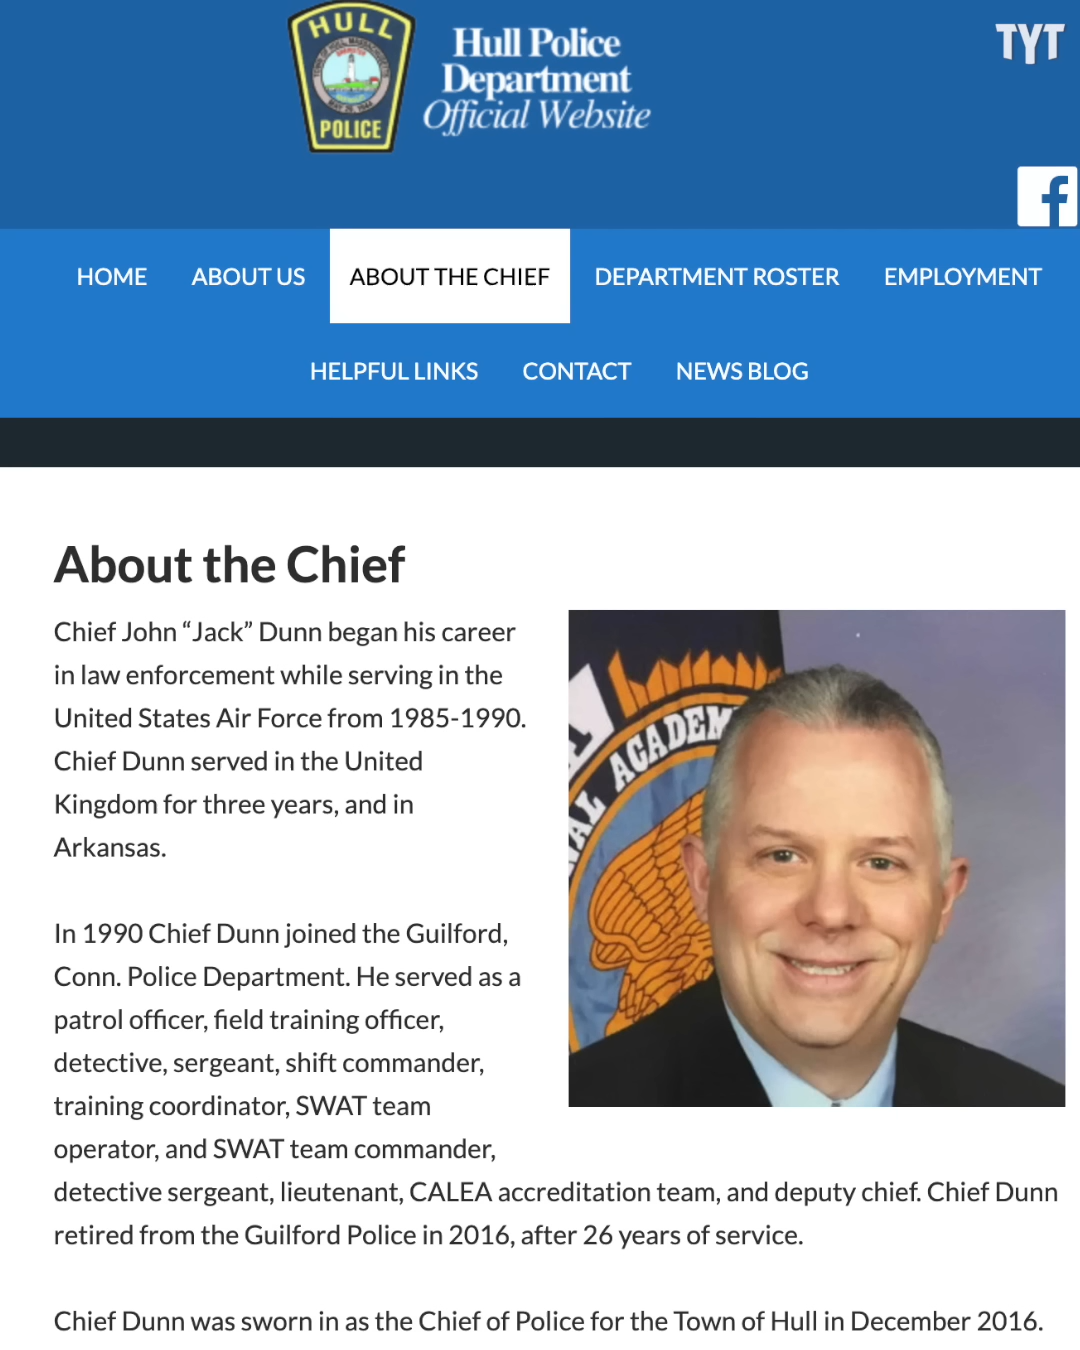 HULL
POLICE
Hull Police
Department
Official Website
TYT
f
HOME ABOUT US ABOUT THE CHIEF DEPARTMENT ROSTER EMPLOYMENT
HELPFUL LINKS CONTACT NEWS BLOG
About the Chief
Chief John “Jack” Dunn began his career
in law enforcement while serving in the
United States Air Force from 1985-1990.
Chief Dunn served in the United
Kingdom for three years, and in
Arkansas.
NAL ACADEM
In 1990 Chief Dunn joined the Guilford,
Conn. Police Department. He served as a
patrol officer, field training officer,
detective, sergeant, shift commander,
training coordinator, SWAT team
operator, and SWAT team commander,
detective sergeant, lieutenant, CALEA accreditation team, and deputy chief. Chief Dunn
retired from the Guilford Police in 2016, after 26 years of service.
Chief Dunn was sworn in as the Chief of Police for the Town of Hull in December 2016.